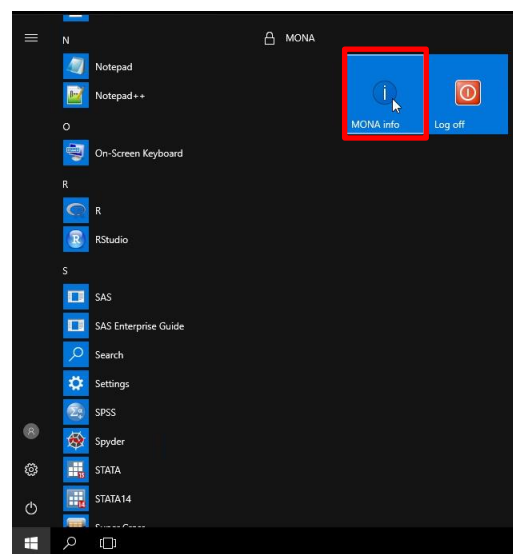 N
MONA
Notepad
Notepad++
MONA info
Log off
O
On-Screen Keyboard
R
R
RStudio
S
SAS
SAS Enterprise Guide
Search
Settings
SPSS
Spyder
STATA
STATA14